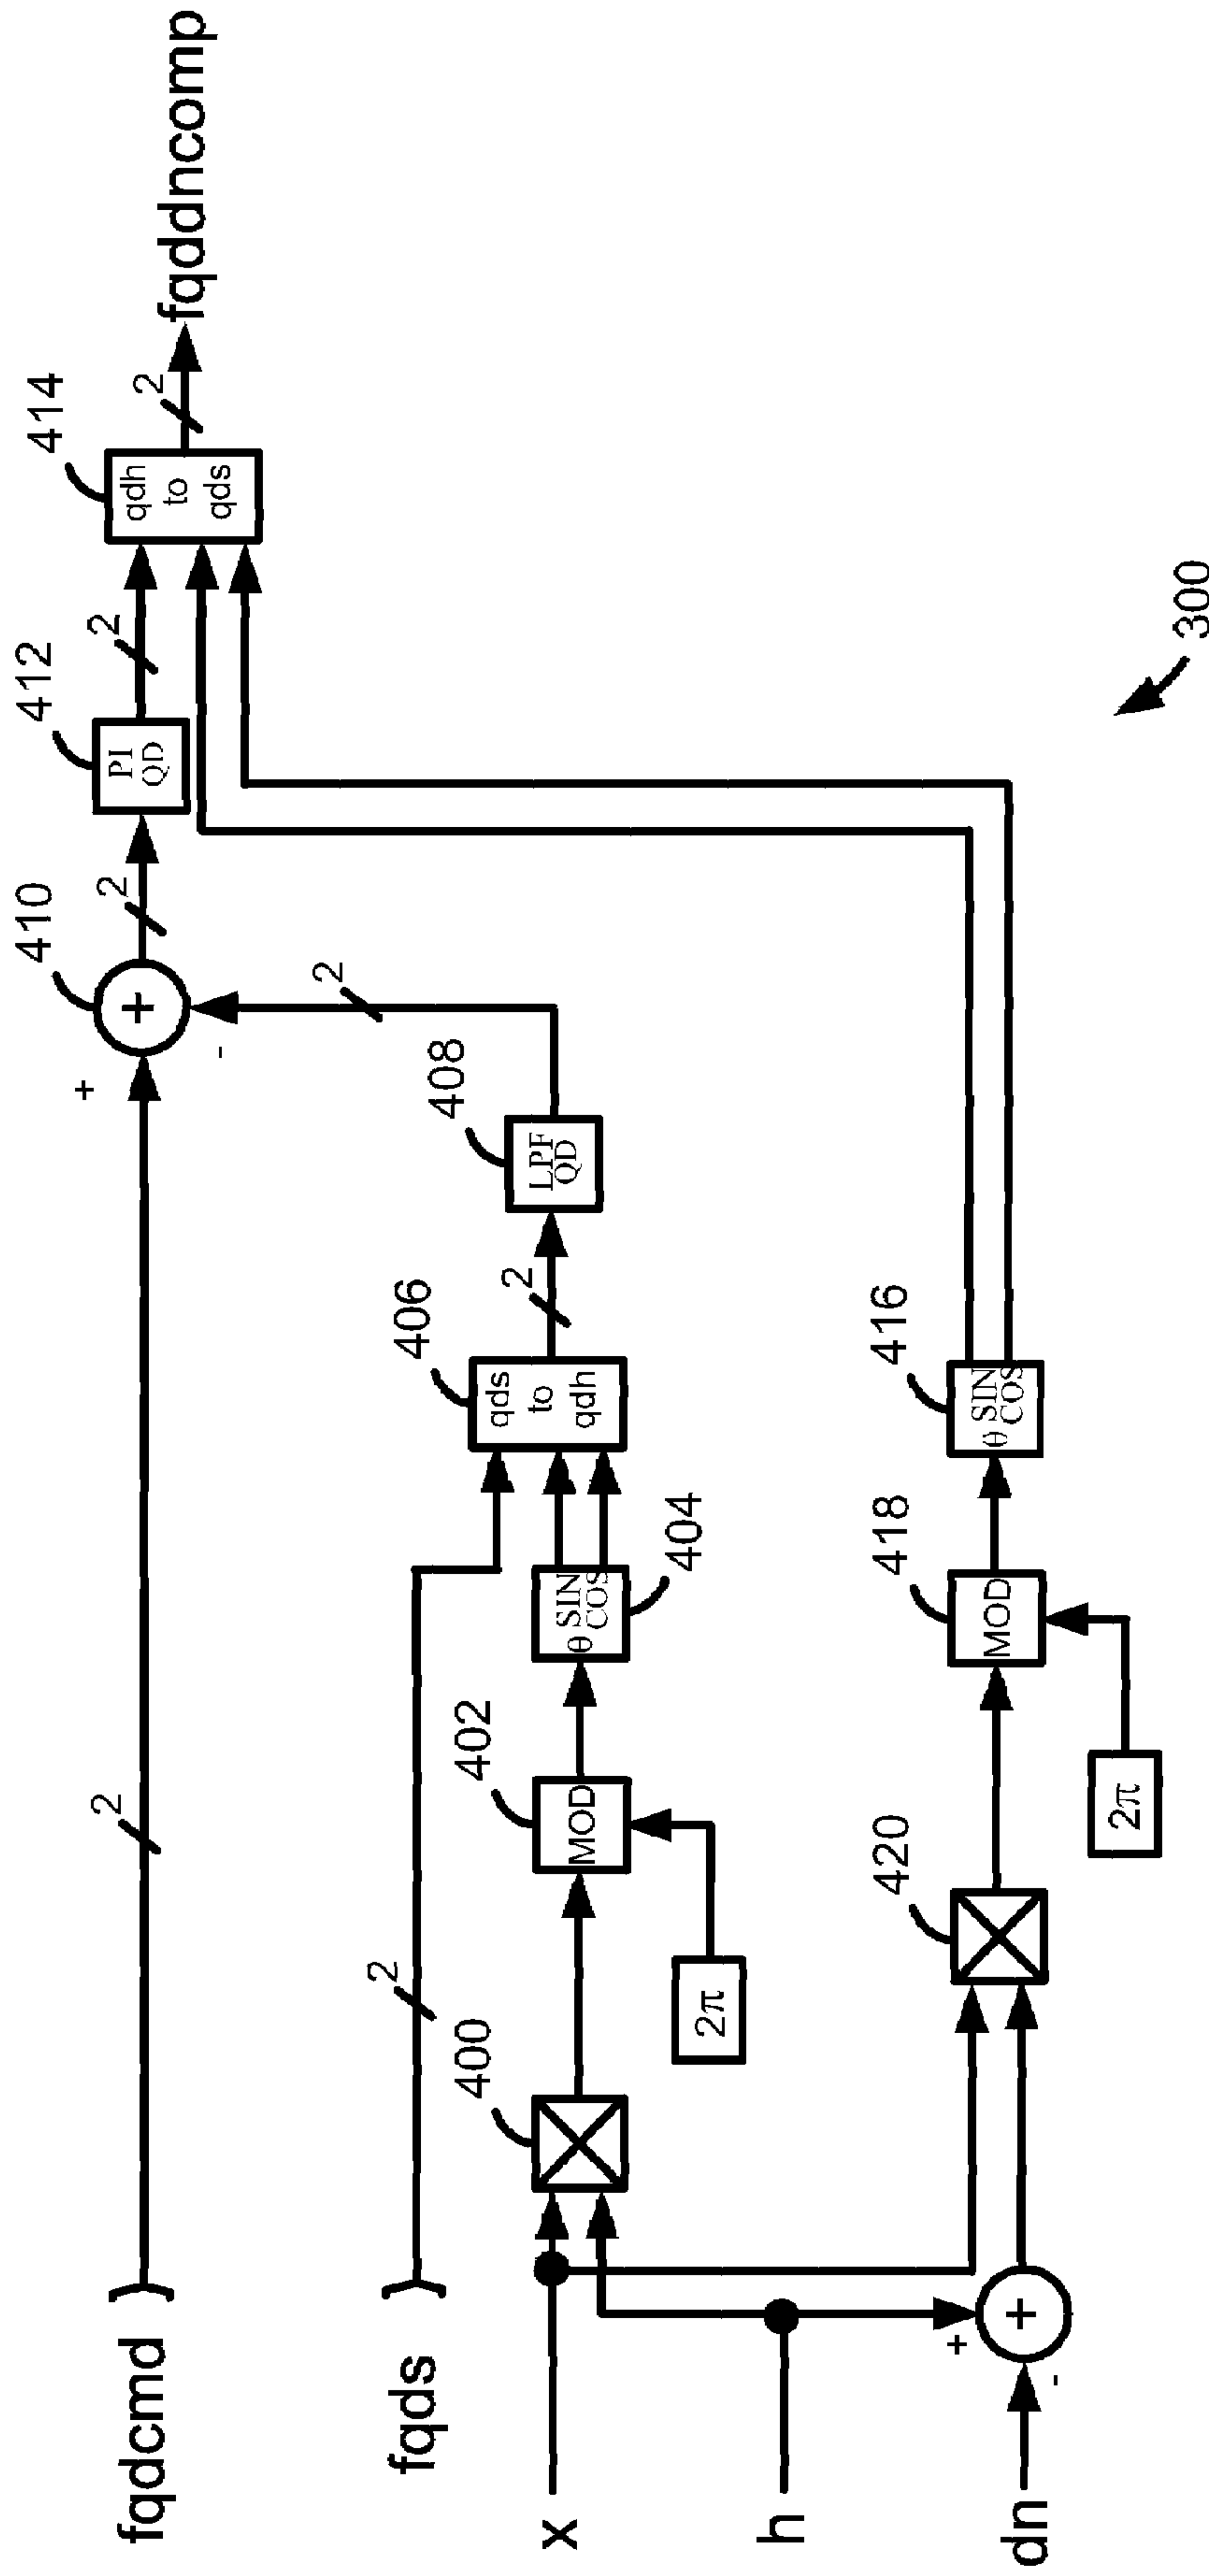 fqdcmd
2
+
-
410
+
2
412
PI
QD
2
414
qdh
to
qds
2
fqddncomp
fqds
2
406
qds
to
qdh
2
408
LPF
QD
2
x
400
402
MOD
2π
θ SIN
COS
404
h
+
-
+
dn
420
418
MOD
2π
416
θ SIN
COS
300